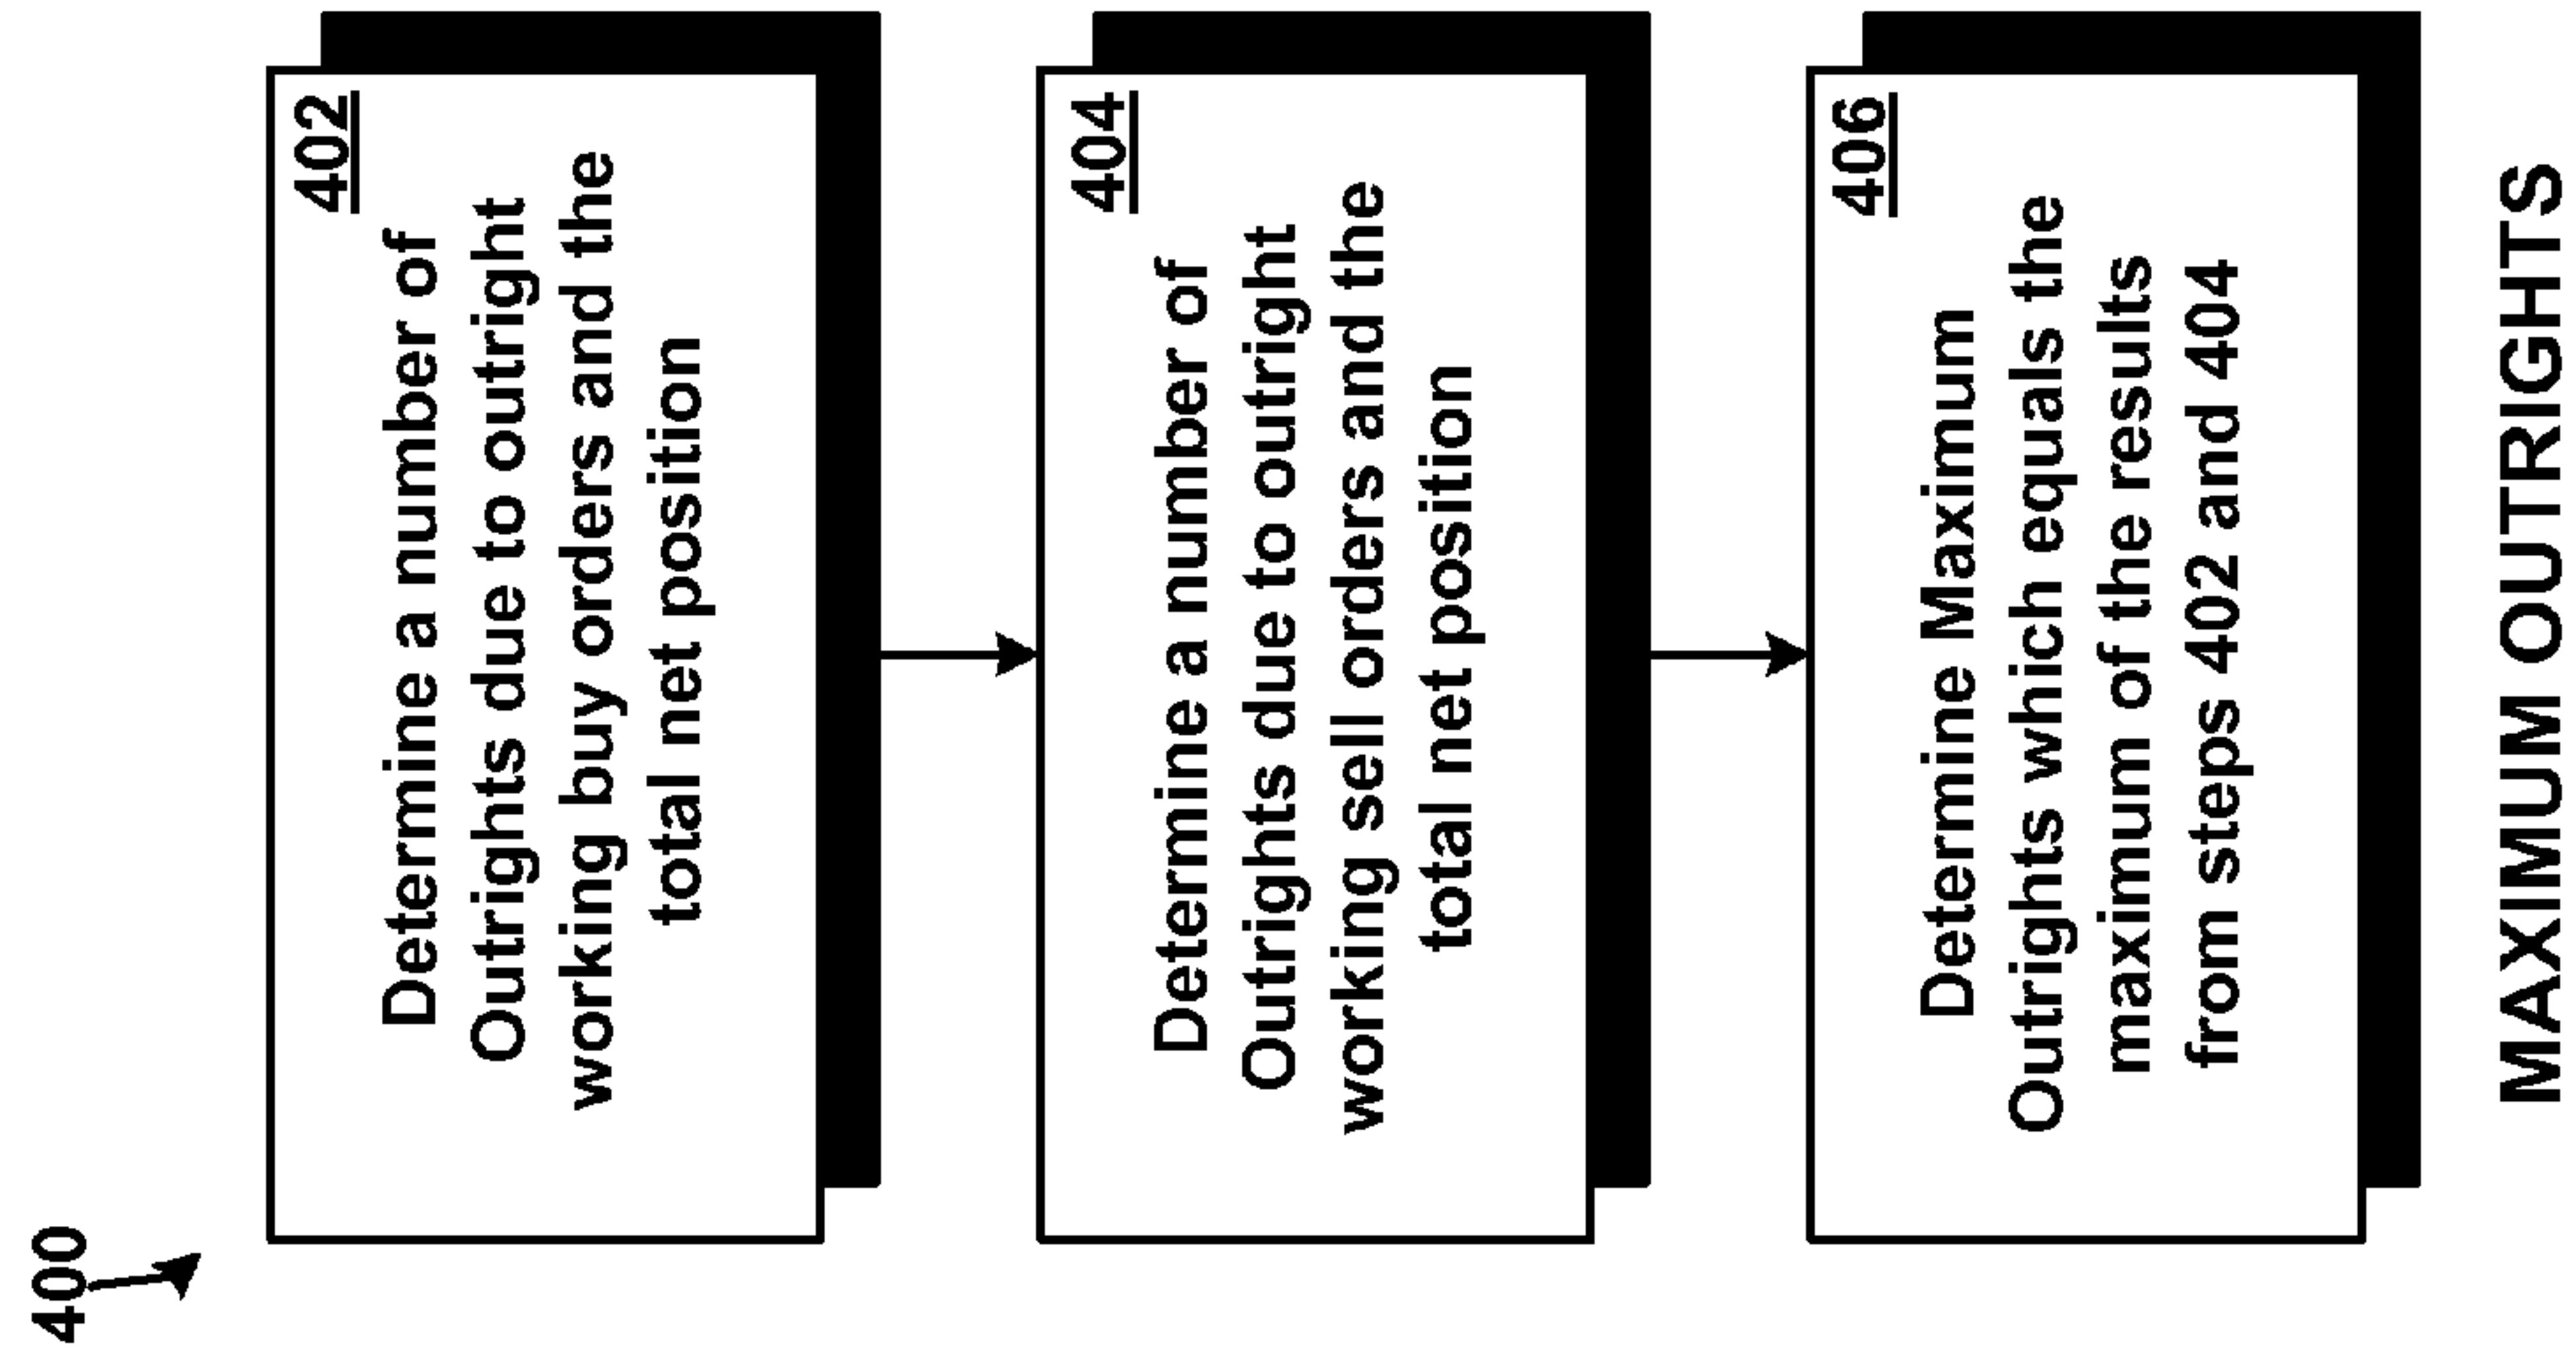 400
402
Determine a number of
Outrights due to outright
working buy orders and the
total net position
404
Determine a number of
Outrights due to outright
working sell orders and the
total net position
406
Determine Maximum
Outrights which equals the
maximum of the results
from steps 402 and 404
MAXIMUM OUTRIGHTS